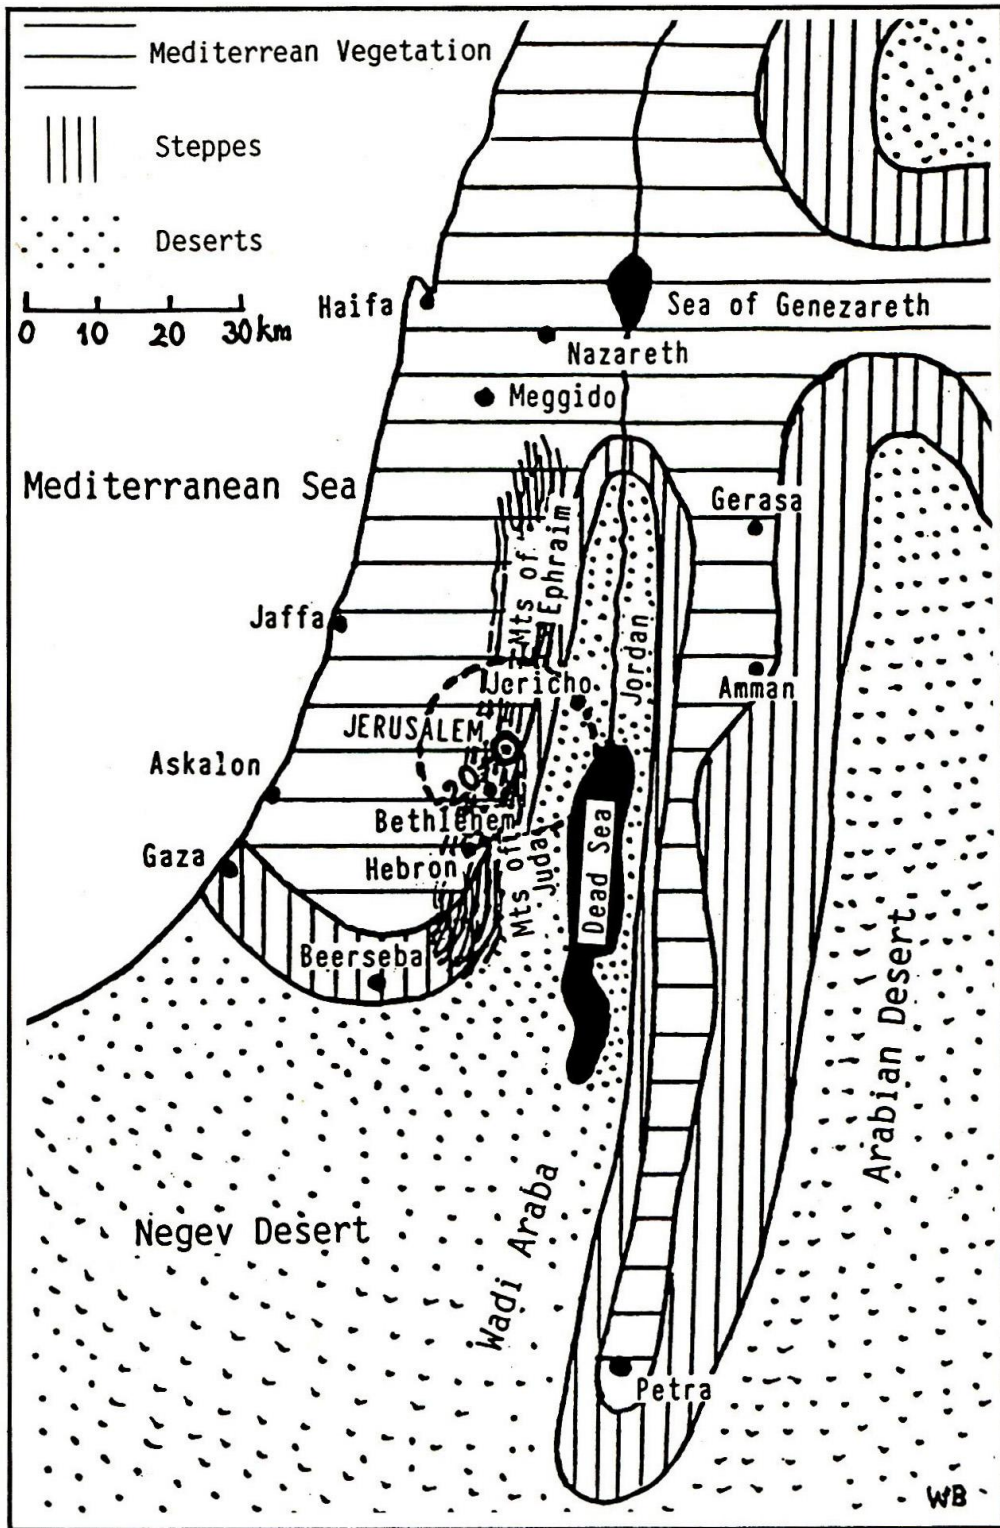 Mediterrean Vegetation
Steppes
Deserts
0 10 20 30km
Haifa
Sea of Genezareth
Nazareth
Meggido
Mediterranean Sea
Gerasa
Mts of
Ephraim
Jaffa
Jordan
Jericho
Amman
JERUSALEM
Askalon
Bethlehem
Gaza
Hebron
Mts of
Juda
Dead Sea
Beerseba
Arabian Desert
Negev Desert
Wadi Araba
Petra
WB